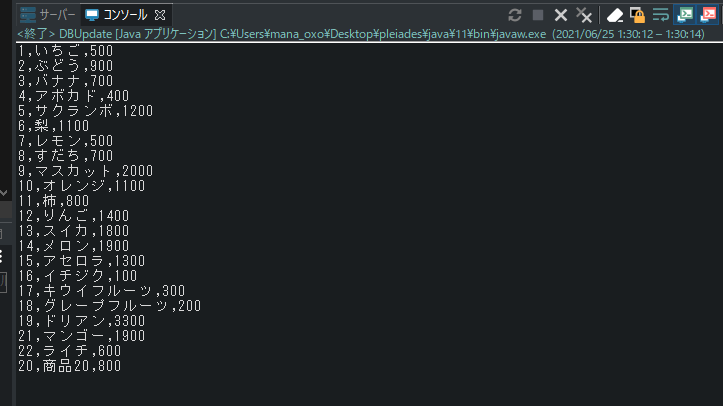 サーバー コンソール
<終了> DBUpdate [Java アプリケーション] C:¥Users¥mana_oxo¥Desktop¥pleiades¥java¥11¥bin¥javaw.exe (2021/06/25 1:30:12 – 1:30:14)
1,いちご,500
2,ぶどう,900
3,バナナ,700
4,アボカド,400
5,サクランボ,1200
6,梨,1100
7,レモン,500
8,すだち,700
9,マスカット,2000
10,オレンジ,1100
11,柿,800
12,りんご,1400
13,スイカ,1800
14,メロン,1900
15,アセロラ,1300
16,イチジク,100
17,キウイフルーツ,300
18,グレープフルーツ,200
19,ドリアン,3300
21,マンゴー,1900
22,ライチ,600
20,商品20,800